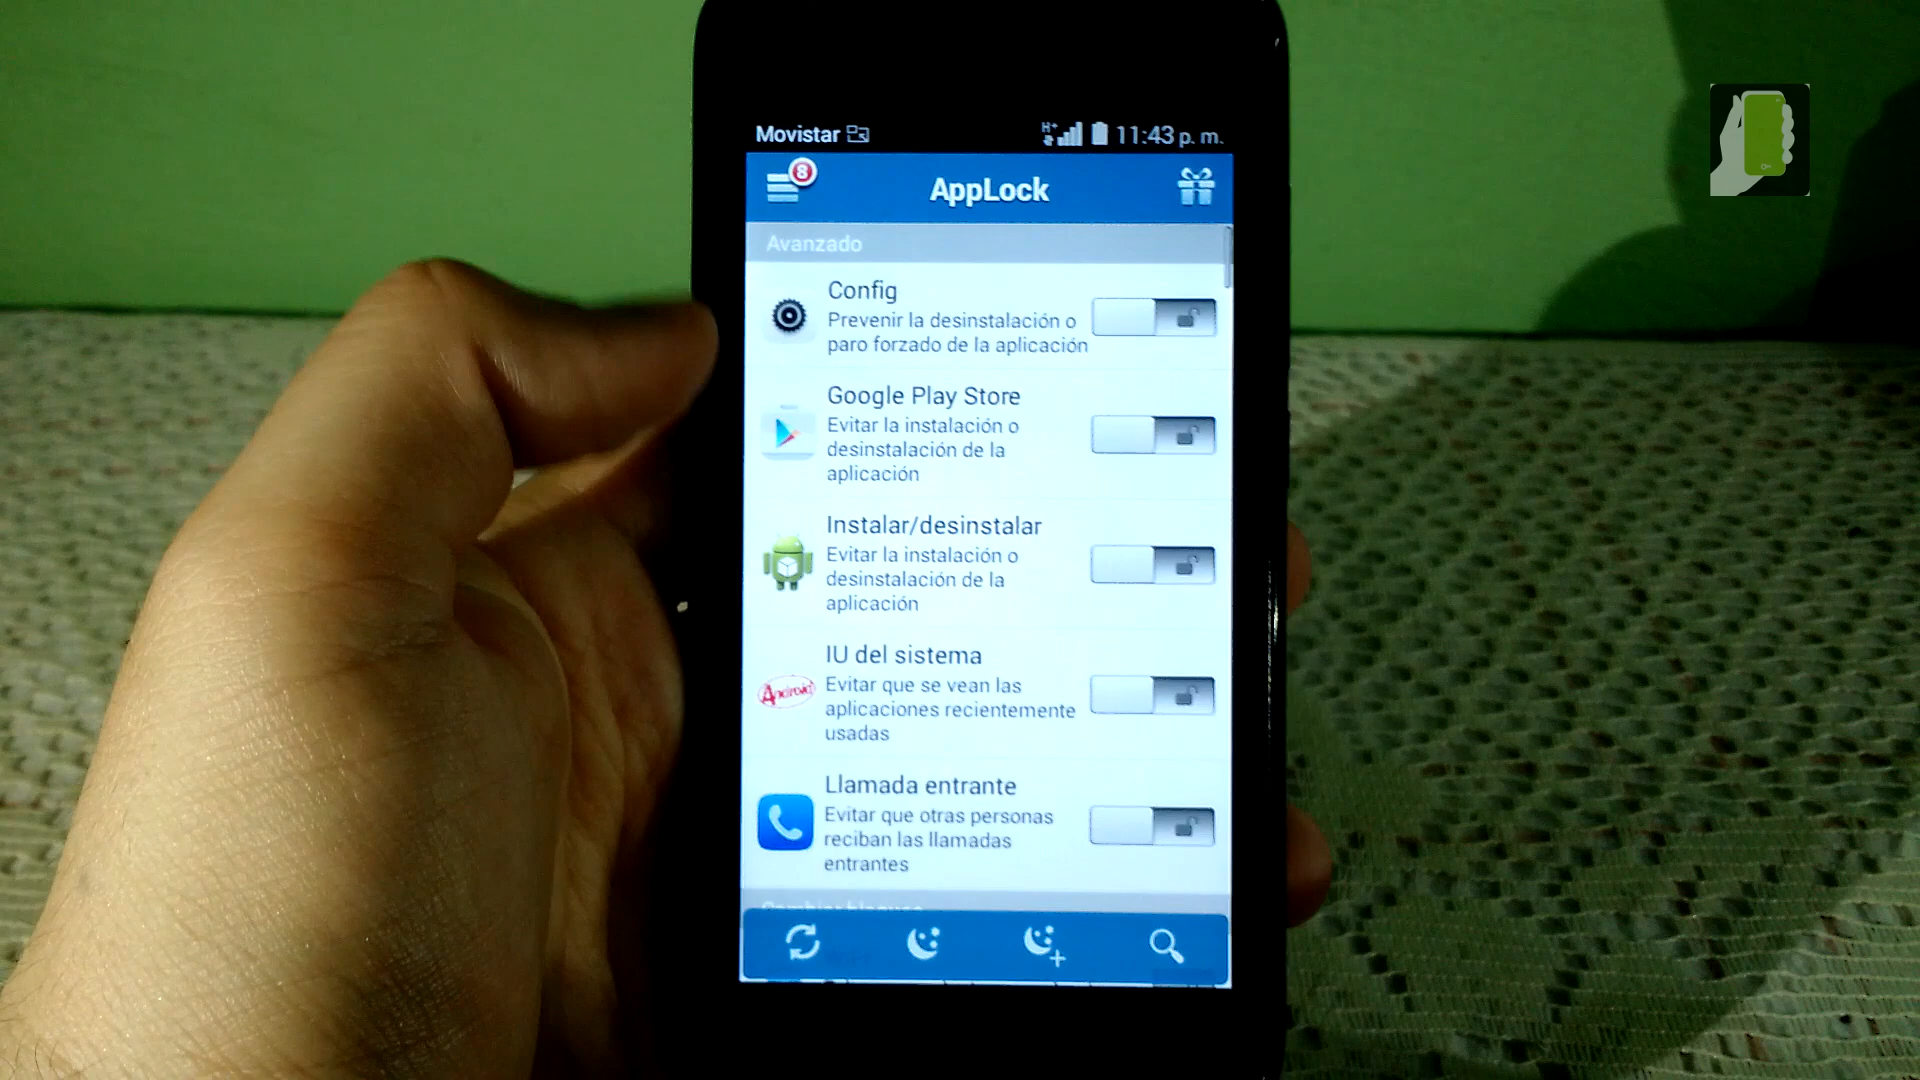 Movistar
H+
11:43 p. m.
8
AppLock
Avanzado
Config
Prevenir la desinstalación o
paro forzado de la aplicación
Google Play Store
Evitar la instalación o
desinstalación de la
aplicación
Instalar/desinstalar
Evitar la instalación o
desinstalación de la
aplicación
IU del sistema
Android
Evitar que se vean las
aplicaciones recientemente
usadas
Llamada entrante
Evitar que otras personas
reciban las llamadas
entrantes